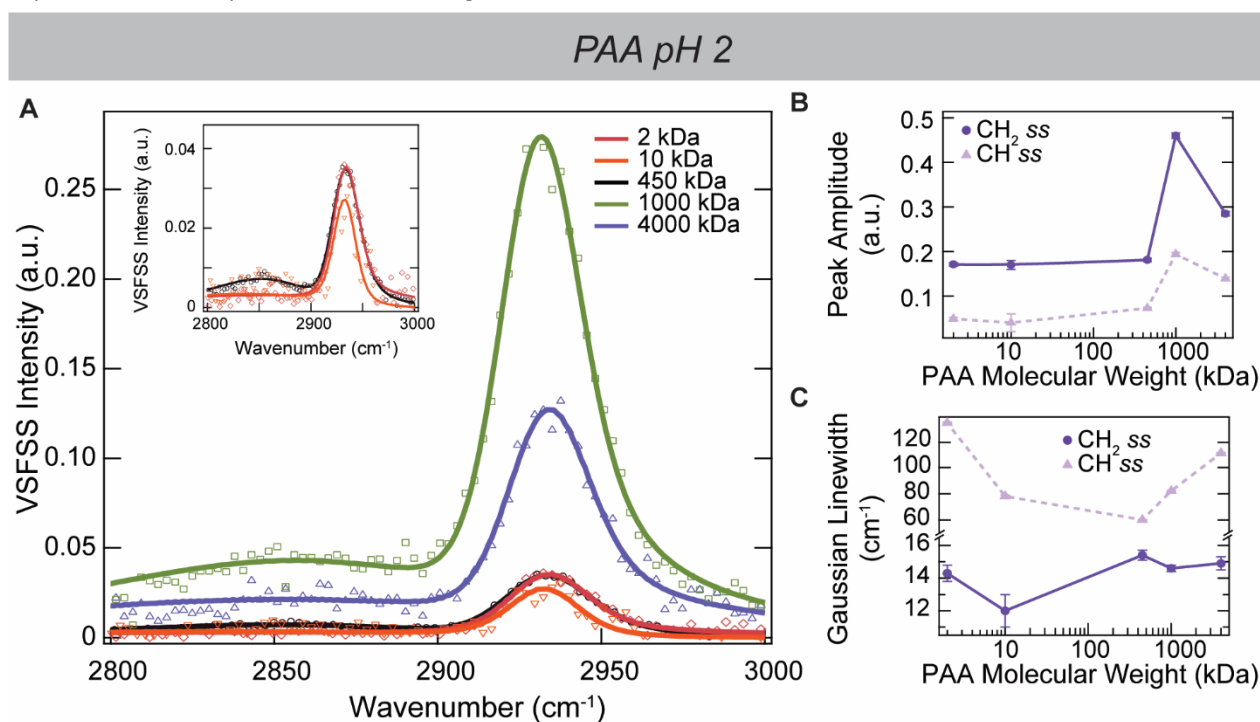 PAA pH 2
A
VSFSS Intensity (a.u.)
0.25
0.20
0.15
0.10
0.05
0
2800
2850
2900
2950
3000
Wavenumber (cm⁻¹)
VSFSS Intensity (a.u.)
0.04
0.02
0
2800
2900
3000
Wavenumber (cm⁻¹)
2 kDa
10 kDa
450 kDa
1000 kDa
4000 kDa
B
Peak Amplitude
(a.u.)
0.5
0.4
0.3
0.2
0.1
CH₂ ss
CH ss
10
100
1000
PAA Molecular Weight (kDa)
C
Gaussian Linewidth
(cm⁻¹)
120
100
80
60
16
14
12
CH₂ ss
CH ss
10
100
1000
PAA Molecular Weight (kDa)